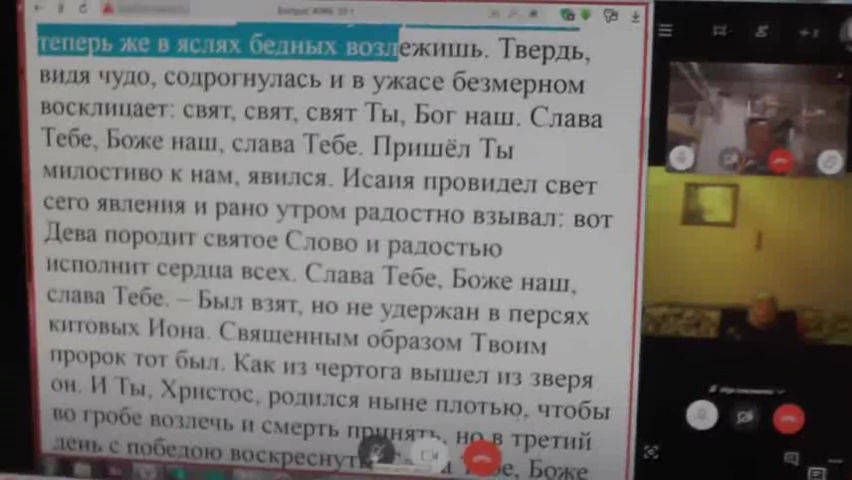 теперь же в яслях бедных возлежишь. Твердь,
видя чудо, содрогнулась и в ужасе безмерном
восклицает: свят, свят, свят Ты, Бог наш. Слава
Тебе, Боже наш, слава Тебе. Пришёл Ты
милостиво к нам, явился. Исаия провидел свет
сего явления и рано утром радостно взывал: вот
Дева породит святое Слово и радостью
исполнит сердца всех. Слава Тебе, Боже наш,
слава Тебе. – Был взят, но не удержан в персях
китовых Иона. Священным образом Твоим
пророк тот был. Как из чертога вышел из зверя
он. И Ты, Христос, родился ныне плотью, чтобы
во гробе возлечь и смерть принять, но в третий
день с победою воскреснуть. Боже